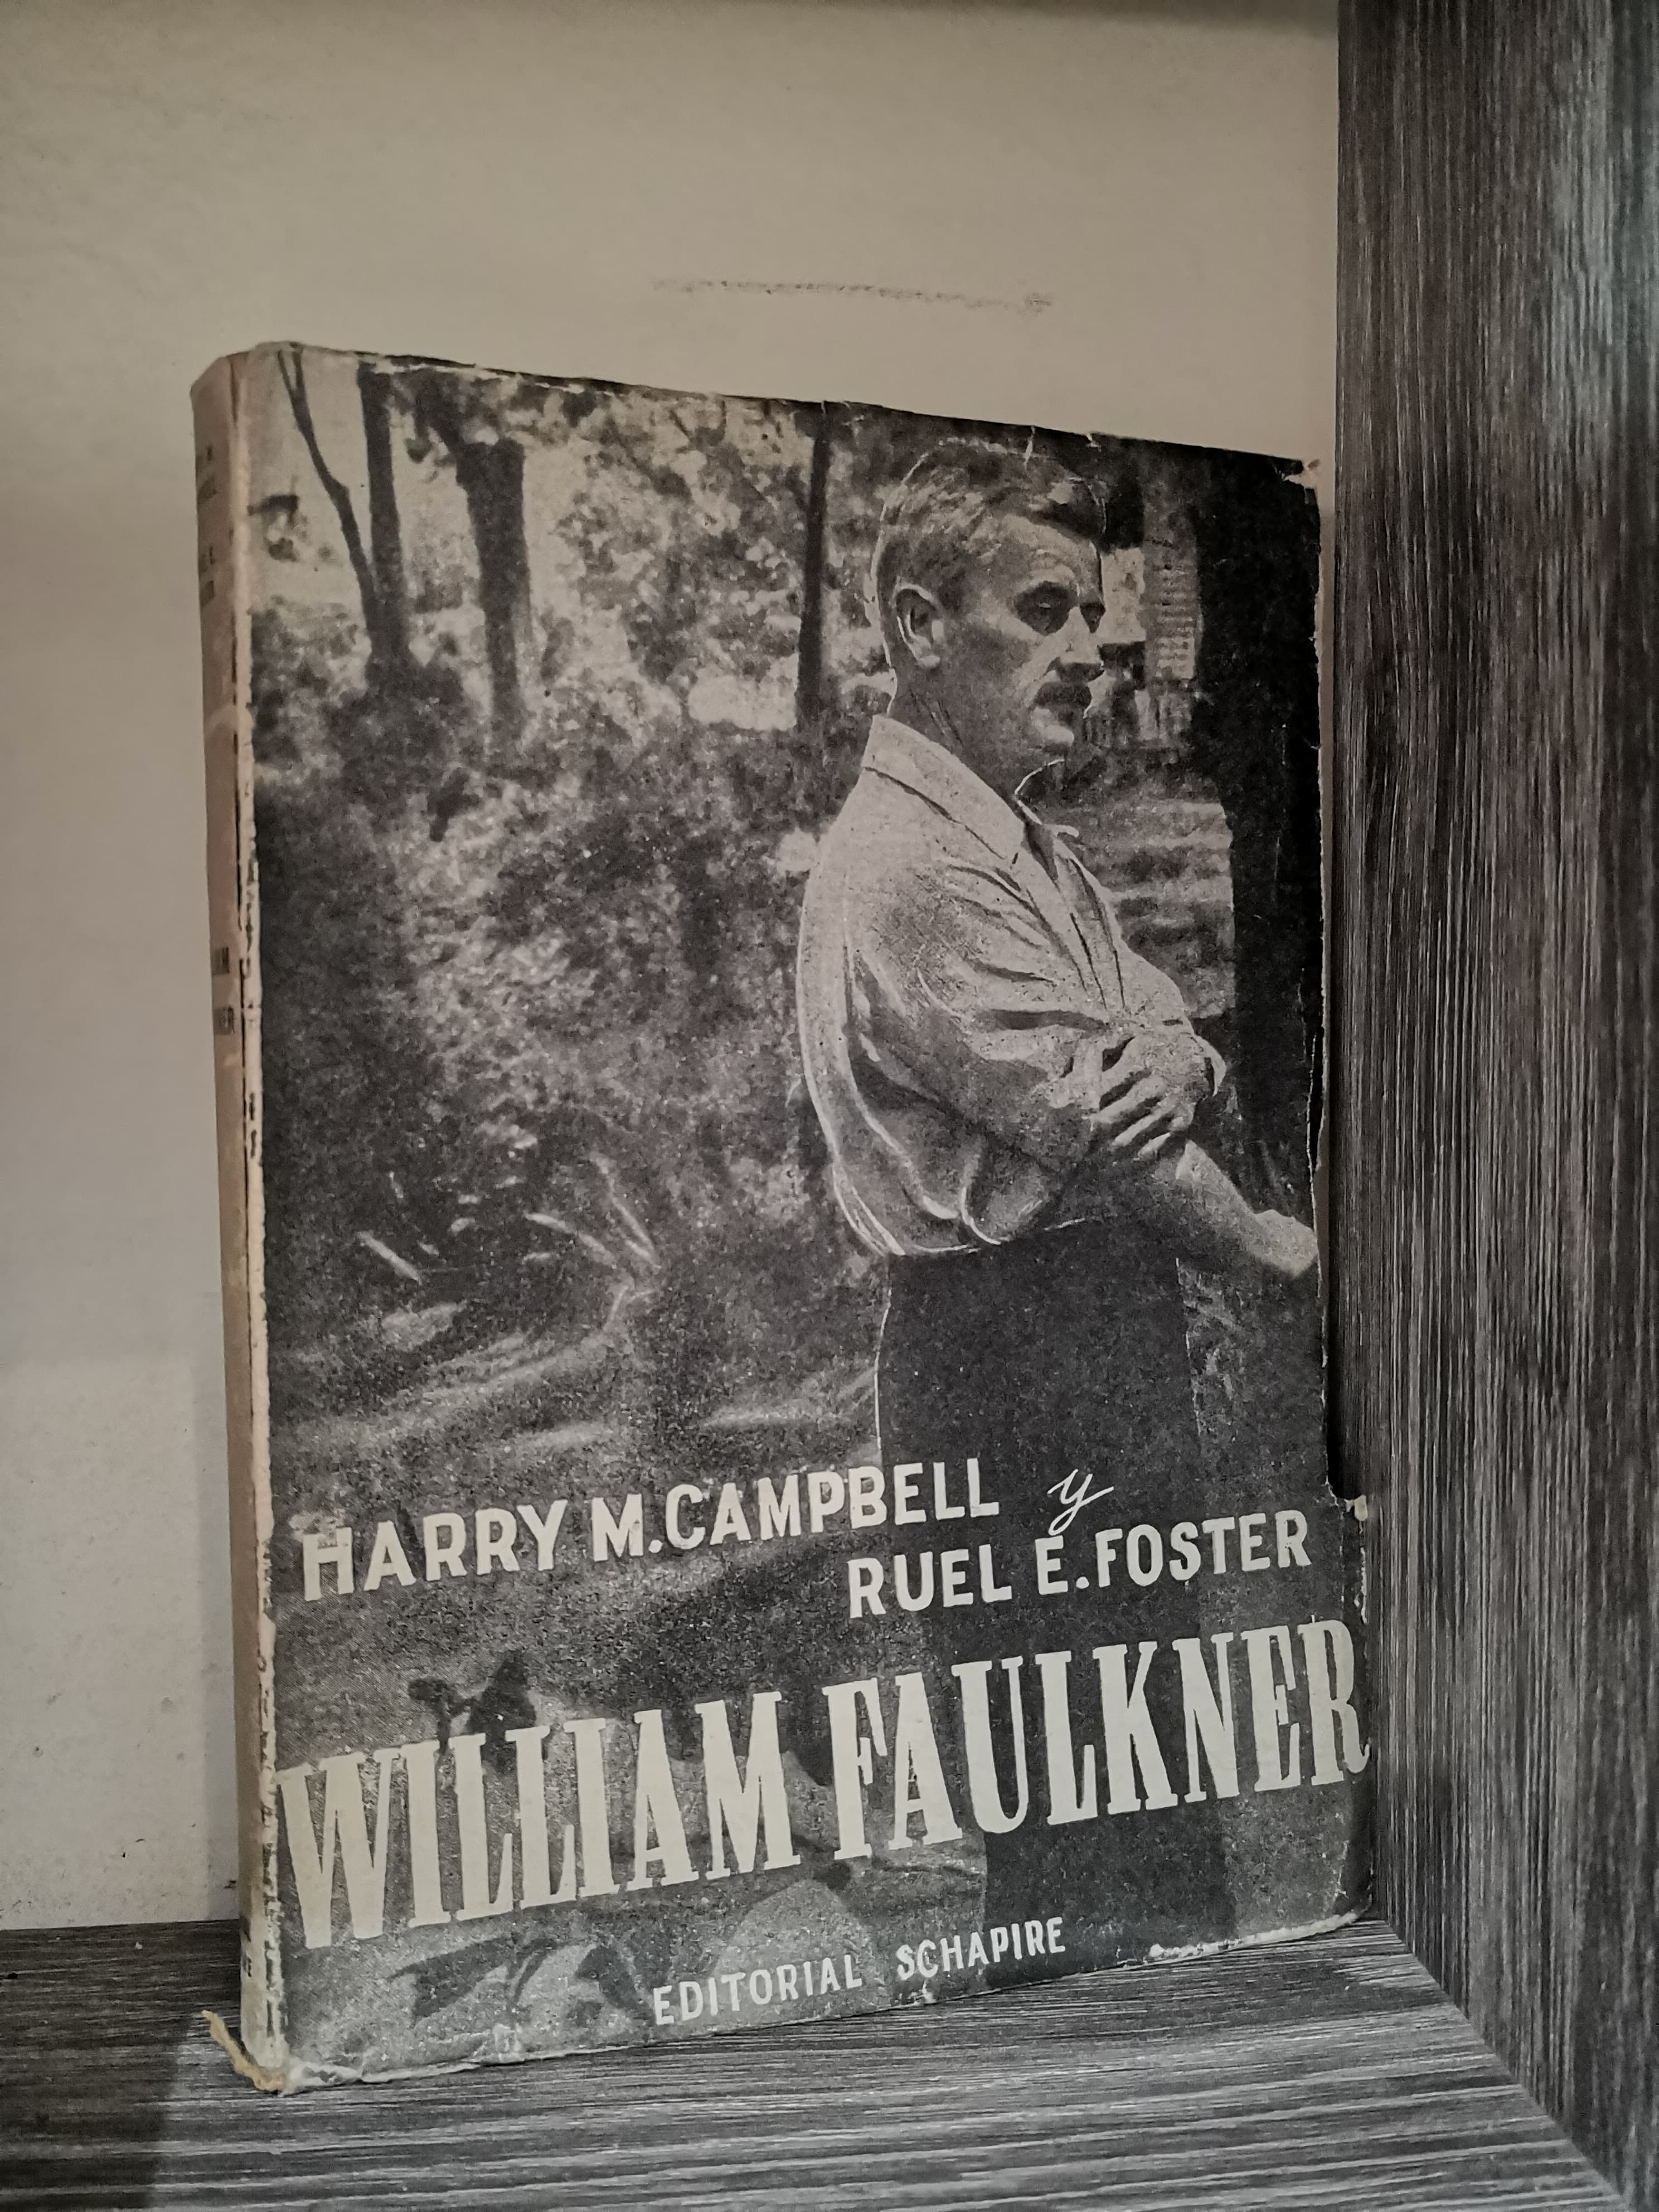 HARRY M. CAMPBELL y
RUEL E. FOSTER
WILLIAM FAULKNER
EDITORIAL SCHAPIRE